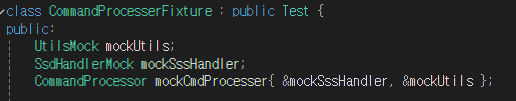 class CommandProcesserFixture : public Test {
public:
UtilsMock mockUtils;
SsdHandlerMock mockSssHandler;
CommandProcessor mockCmdProcesser{ &mockSssHandler, &mockUtils };